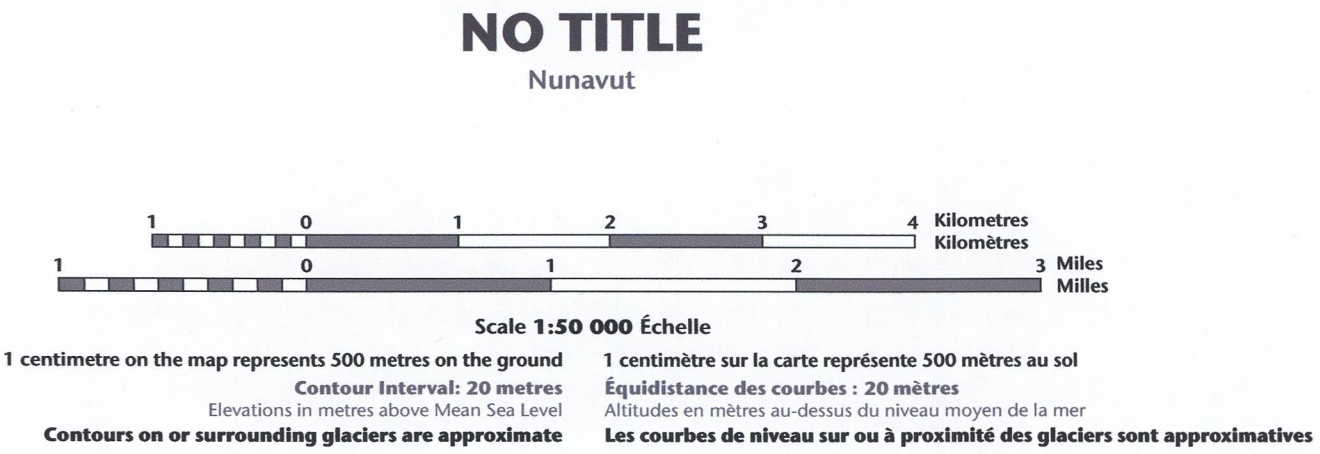 NO TITLE
Nunavut
1 0 1 2 3 4 Kilometres
Kilomètres
1 0 1 2 3 Miles
Milles
Scale 1:50 000 Échelle
1 centimetre on the map represents 500 metres on the ground
1 centimètre sur la carte représente 500 mètres au sol
Contour Interval: 20 metres
Équidistance des courbes : 20 mètres
Elevations in metres above Mean Sea Level
Altitudes en mètres au-dessus du niveau moyen de la mer
Contours on or surrounding glaciers are approximate
Les courbes de niveau sur ou à proximité des glaciers sont approximatives